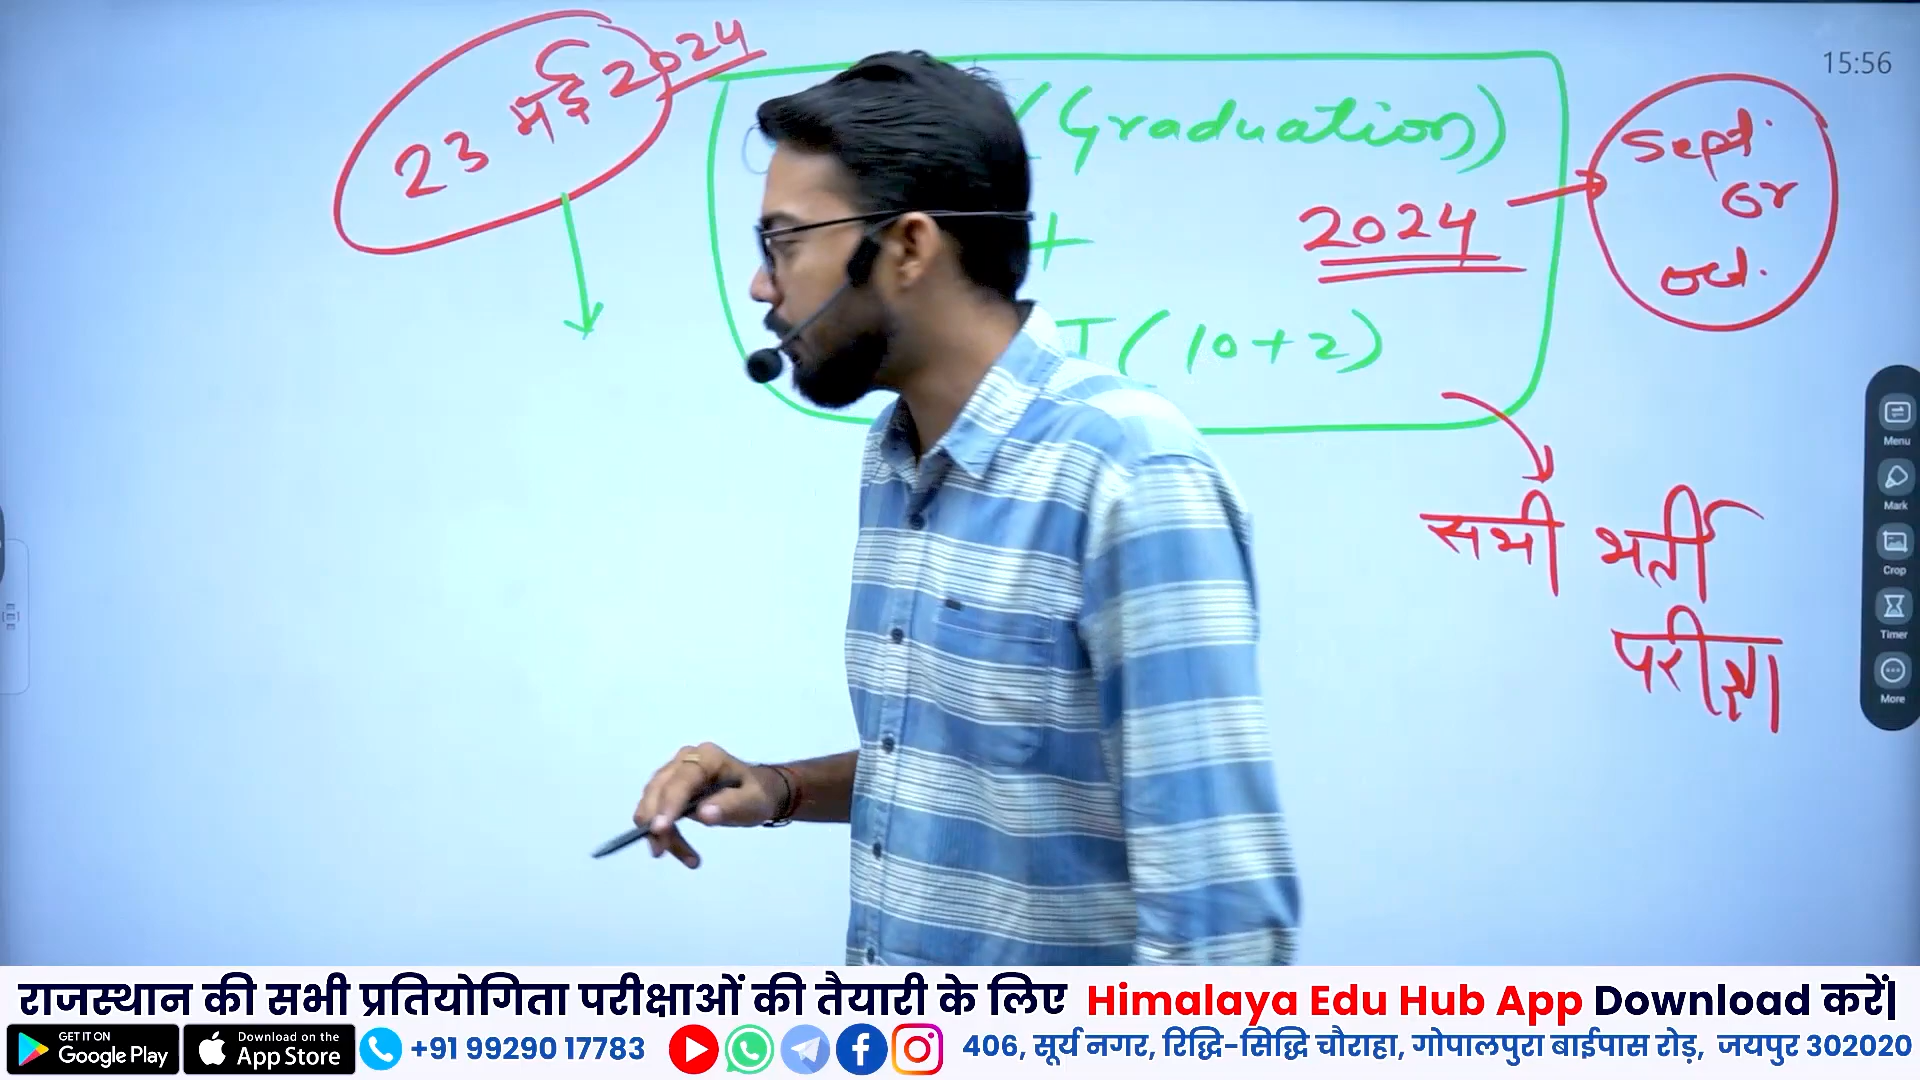 23 मई 2024
15:56
(Graduation)
+
2024
Sept.
or
oct.
T (10+2)
सभी भर्ती
परीक्षा
Menu
Mark
Crop
Timer
More
राजस्थान की सभी प्रतियोगिता परीक्षाओं की तैयारी के लिए Himalaya Edu Hub App Download करें|
GET IT ON
Google Play
Download on the
App Store
+91 99290 17783
406, सूर्य नगर, रिद्धि-सिद्धि चौराहा, गोपालपुरा बाईपास रोड़, जयपुर 302020